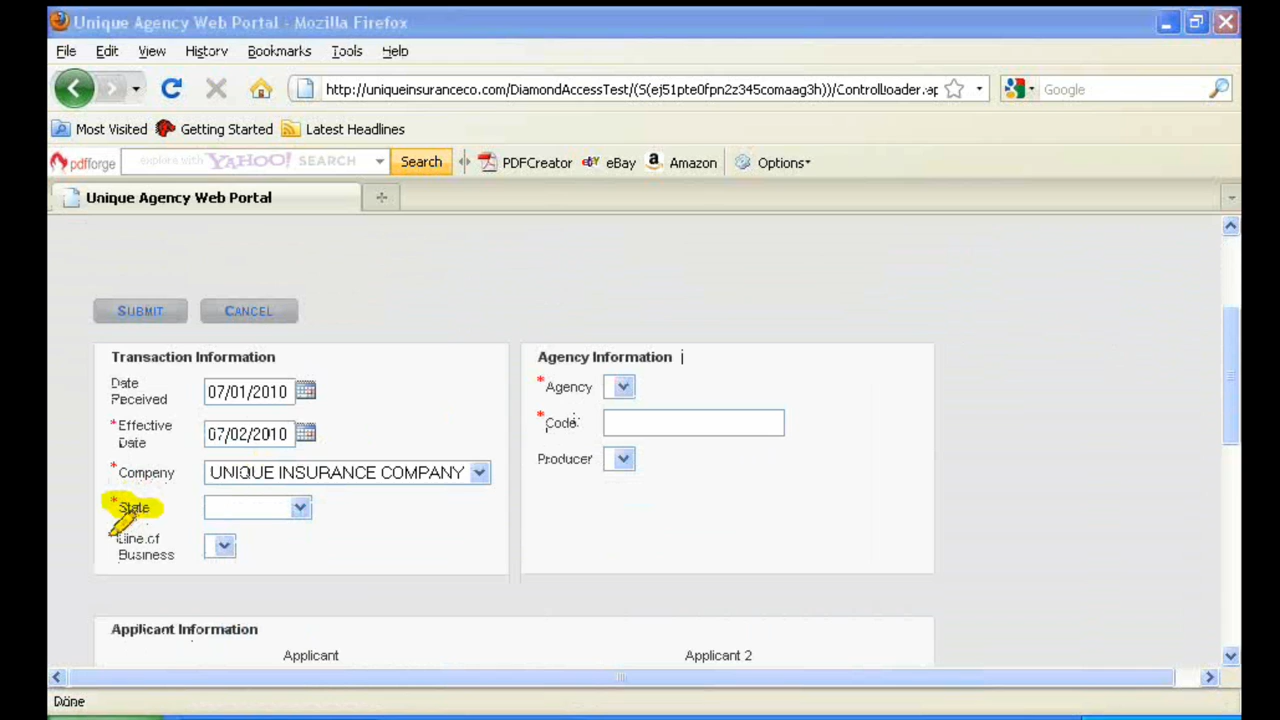 Unique Agency Web Portal - Mozilla Firefox
File Edit View History Bookmarks Tools Help
http://uniqueinsuranceco.com/DiamondAccessTest/(S(ej51pte0fpn2z345comaag3h))/ControlLoader.ap
Google
Most Visited Getting Started Latest Headlines
pdfforge explore with YAHOO! SEARCH Search PDFCreator eBay Amazon Options
Unique Agency Web Portal
SUBMIT CANCEL
Transaction Information
Date Received 07/01/2010
*Effective Date 07/02/2010
*Company UNIQUE INSURANCE COMPANY
*State
*Line of Business
Agency Information
*Agency
*Code
Producer
Applicant Information
Applicant Applicant 2
Done